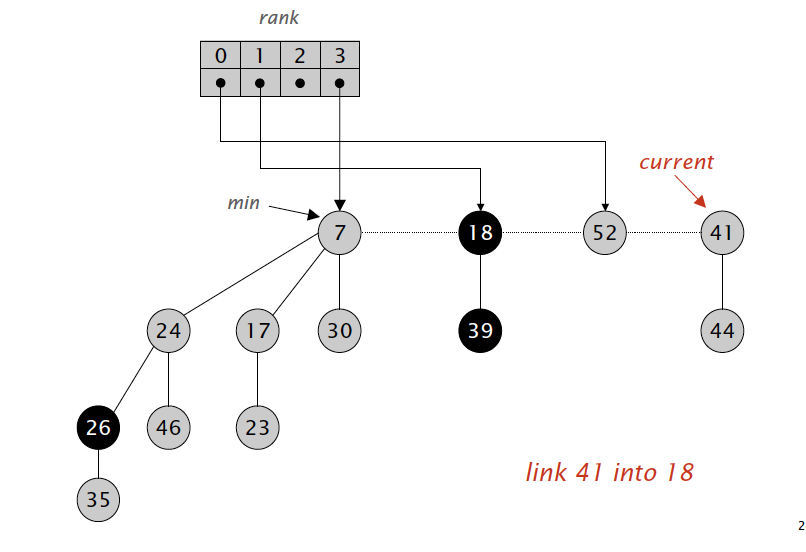 rank
0 1 2 3
current
min
7 18 52 41
24 17 30 39 44
26 46 23
link 41 into 18
35
2